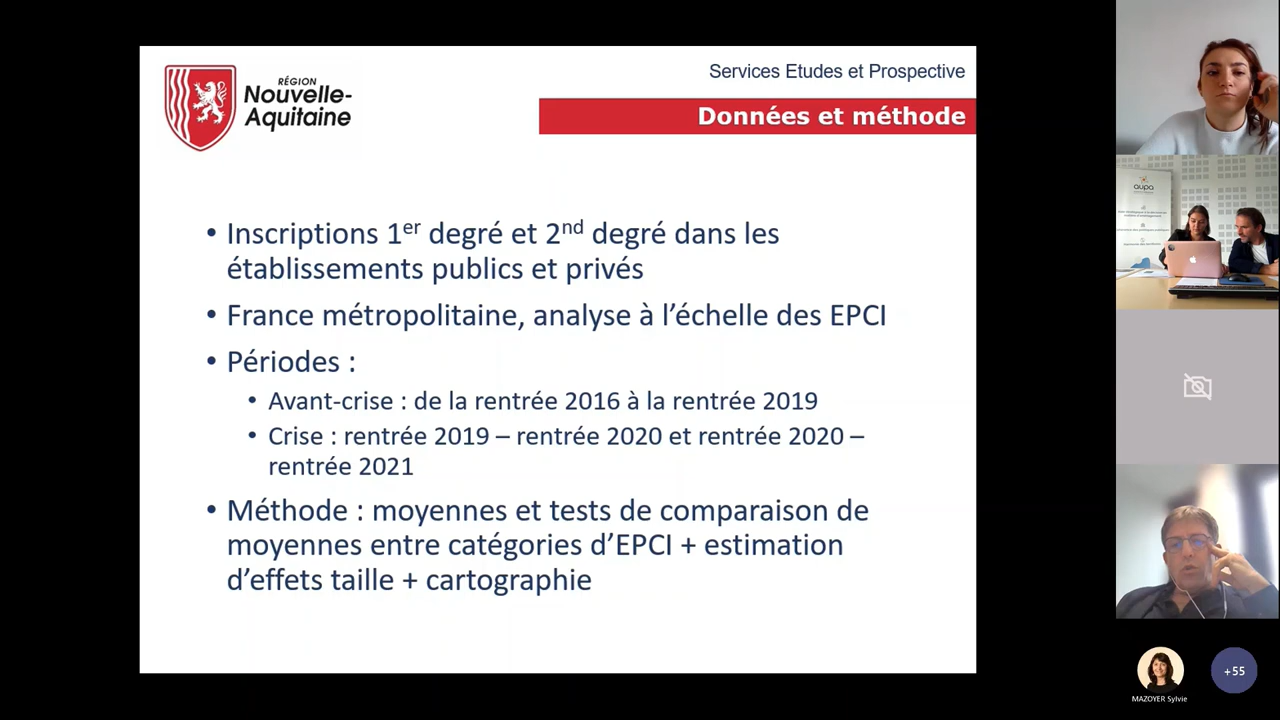 RÉGION
Nouvelle-
Aquitaine
Services Etudes et Prospective
Données et méthode
• Inscriptions 1er degré et 2nd degré dans les
établissements publics et privés
• France métropolitaine, analyse à l’échelle des EPCI
• Périodes :
• Avant-crise : de la rentrée 2016 à la rentrée 2019
• Crise : rentrée 2019 – rentrée 2020 et rentrée 2020 –
rentrée 2021
• Méthode : moyennes et tests de comparaison de
moyennes entre catégories d’EPCI + estimation
d’effets taille + cartographie
aupa
MAZOYER Sylvie
+55